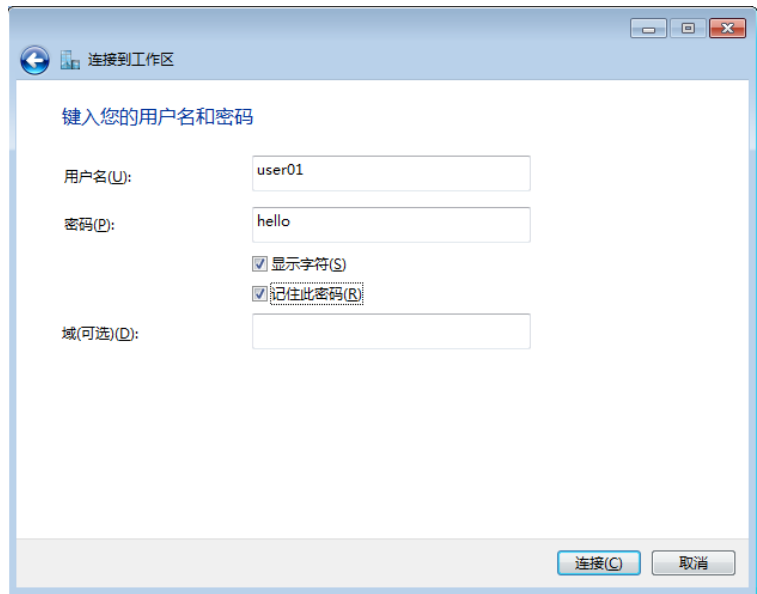 连接到工作区
键入您的用户名和密码
用户名(U): user01
密码(P): hello
显示字符(S)
记住此密码(R)
域(可选)(D):
连接(C) 取消